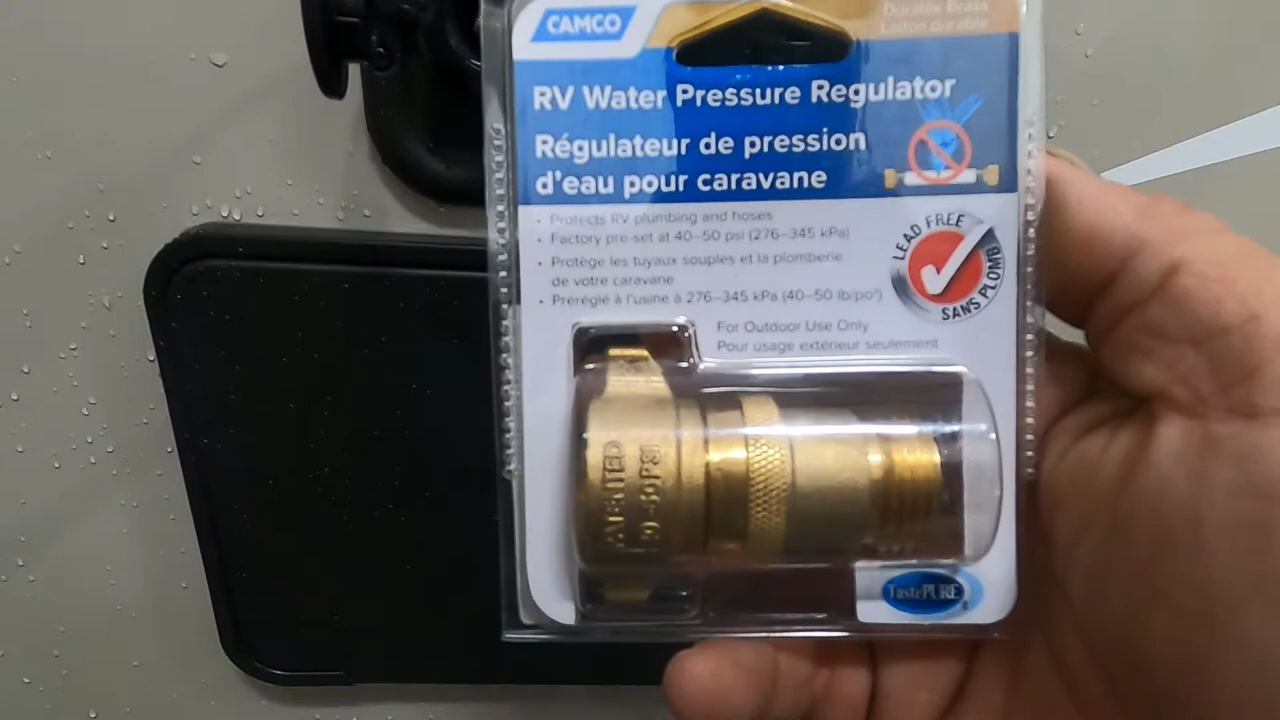 CAMCO
Durable Brass
Laiton durable
RV Water Pressure Regulator
Régulateur de pression
d'eau pour caravane
• Protects RV plumbing and hoses
• Factory pre-set at 40–50 psi (276–345 kPa)
• Protège les tuyaux souples et la plomberie
de votre caravane
• Préréglé à l'usine à 276–345 kPa (40–50 lb/po²)
LEAD FREE
SANS PLOMB
For Outdoor Use Only
Pour usage extérieur seulement
PATENTED
50 PSI
TastePURE